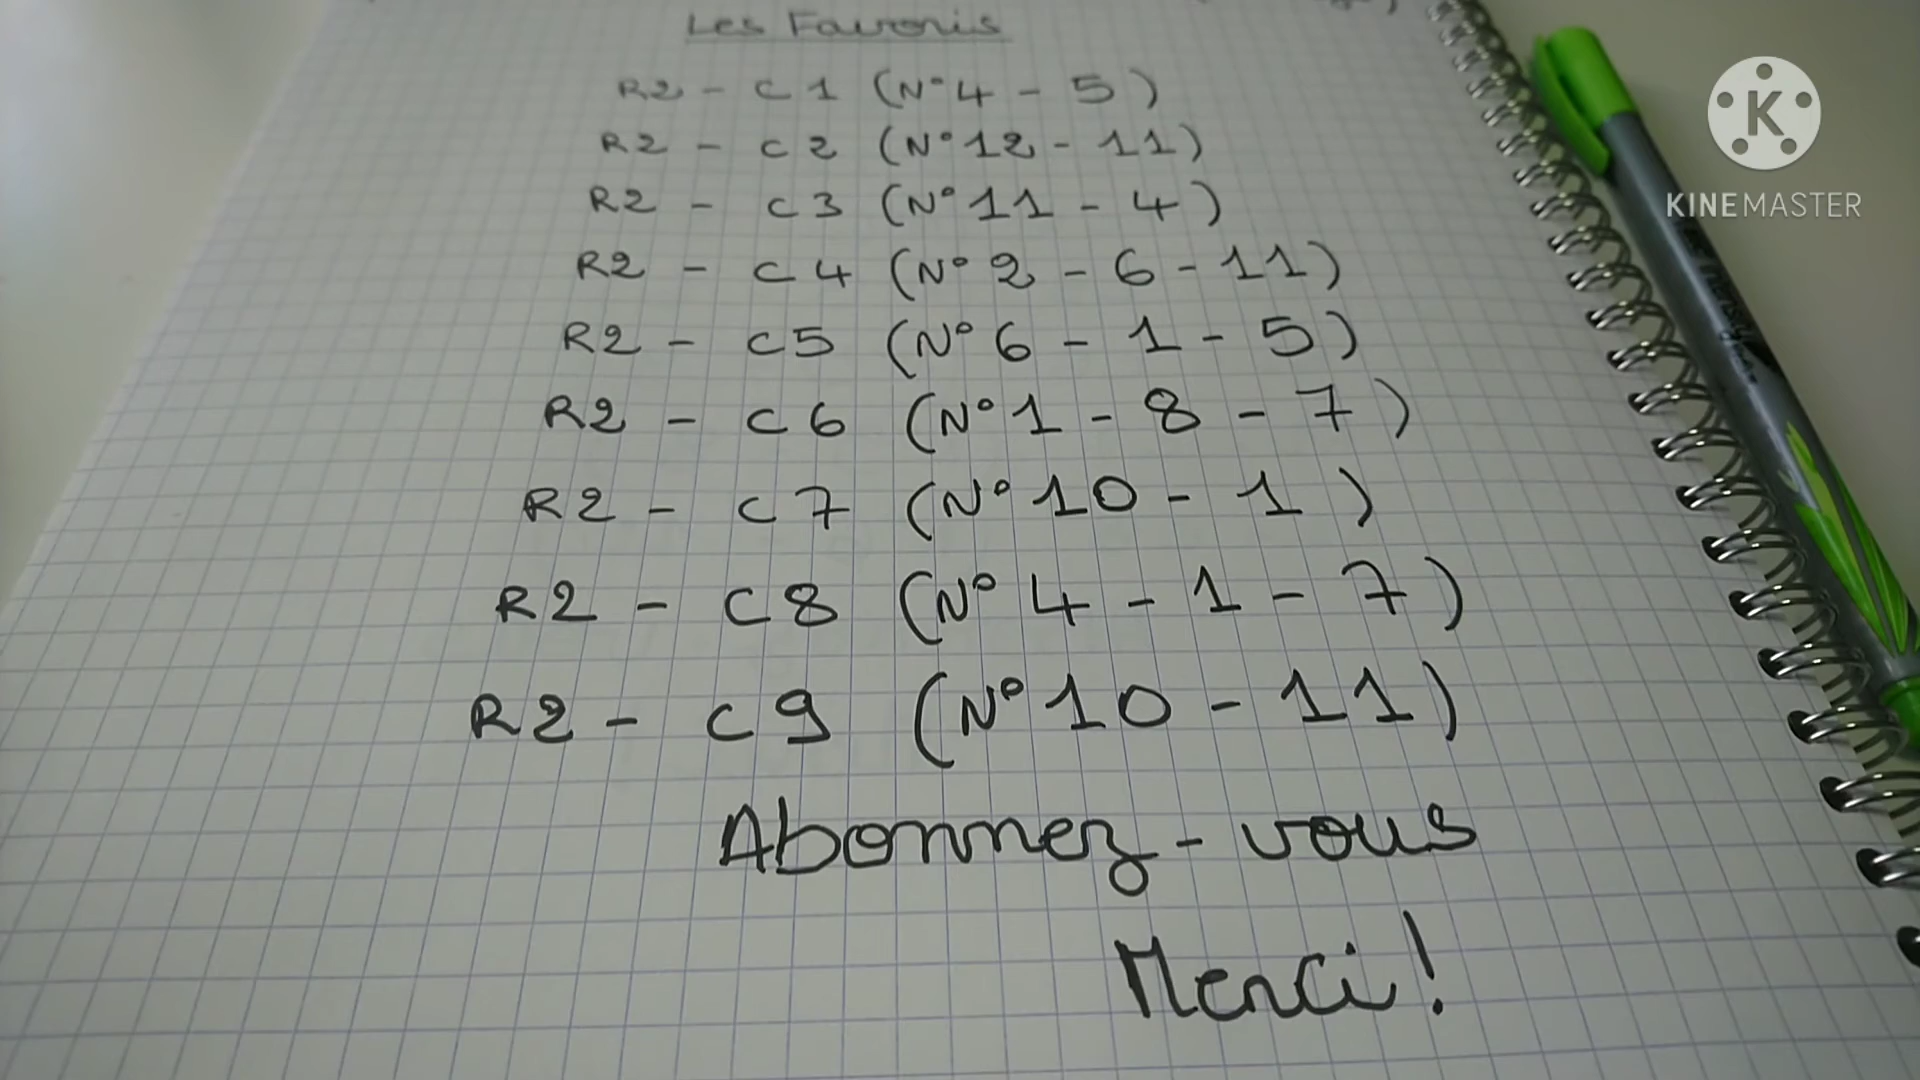 Les Favoris
R2 - C1 (N°4 - 5)
R2 - C2 (N°12 - 11)
R2 - C3 (N°11 - 4)
R2 - C4 (N°2 - 6 - 11)
R2 - C5 (N°6 - 1 - 5)
R2 - C6 (N°1 - 8 - 7)
R2 - C7 (N°10 - 1)
R2 - C8 (N°4 - 1 - 7)
R2 - C9 (N°10 - 11)
Abonnez-vous
Merci!
K
KINEMASTER